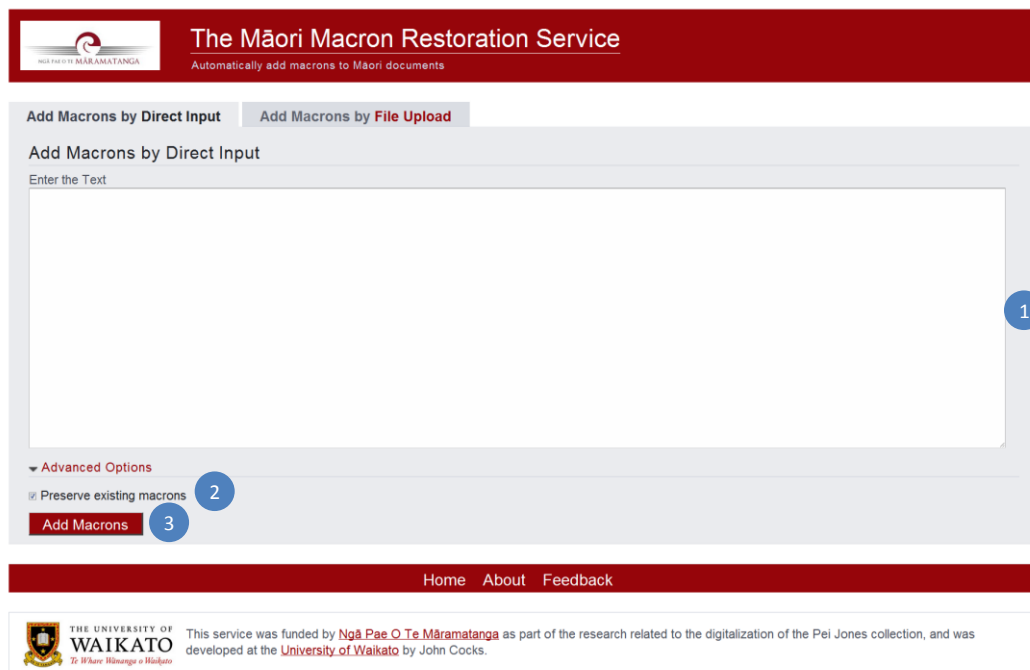 NGĀ PAE O TE MĀRAMATANGA
The Māori Macron Restoration Service
Automatically add macrons to Māori documents
Add Macrons by Direct Input
Add Macrons by File Upload
Add Macrons by Direct Input
Enter the Text
1
Advanced Options
Preserve existing macrons
2
Add Macrons
3
Home About Feedback
THE UNIVERSITY OF
WAIKATO
Te Whare Wānanga o Waikato
This service was funded by Ngā Pae O Te Māramatanga as part of the research related to the digitalization of the Pei Jones collection, and was
developed at the University of Waikato by John Cocks.